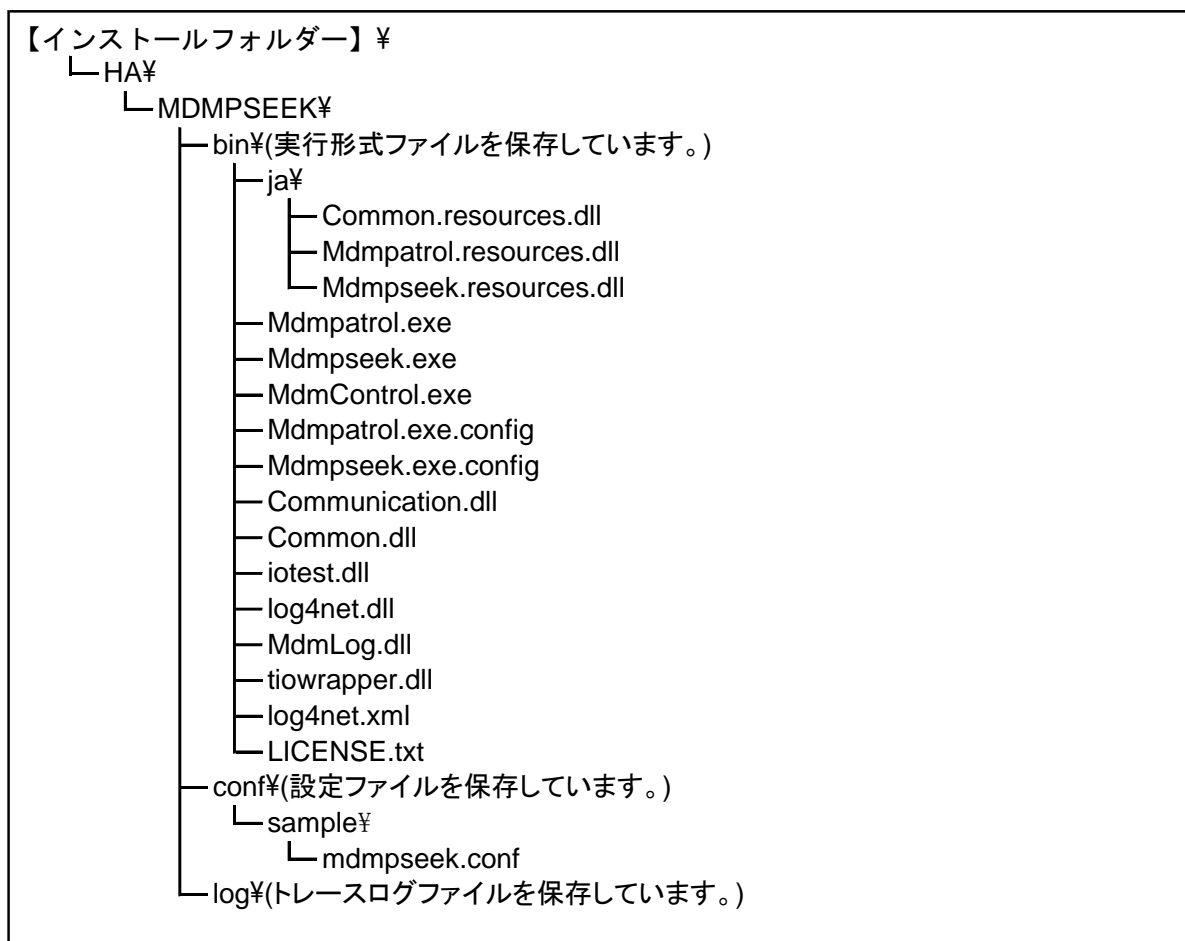 【インストールフォルダー】¥
HA¥
MDMPSEEK¥
bin¥(実行形式ファイルを保存しています。)
ja¥
Common.resources.dll
Mdmpatrol.resources.dll
Mdmpseek.resources.dll
Mdmpatrol.exe
Mdmpseek.exe
MdmControl.exe
Mdmpatrol.exe.config
Mdmpseek.exe.config
Communication.dll
Common.dll
iotest.dll
log4net.dll
MdmLog.dll
tiowrapper.dll
log4net.xml
LICENSE.txt
conf¥(設定ファイルを保存しています。)
sample¥
mdmpseek.conf
log¥(トレースログファイルを保存しています。)